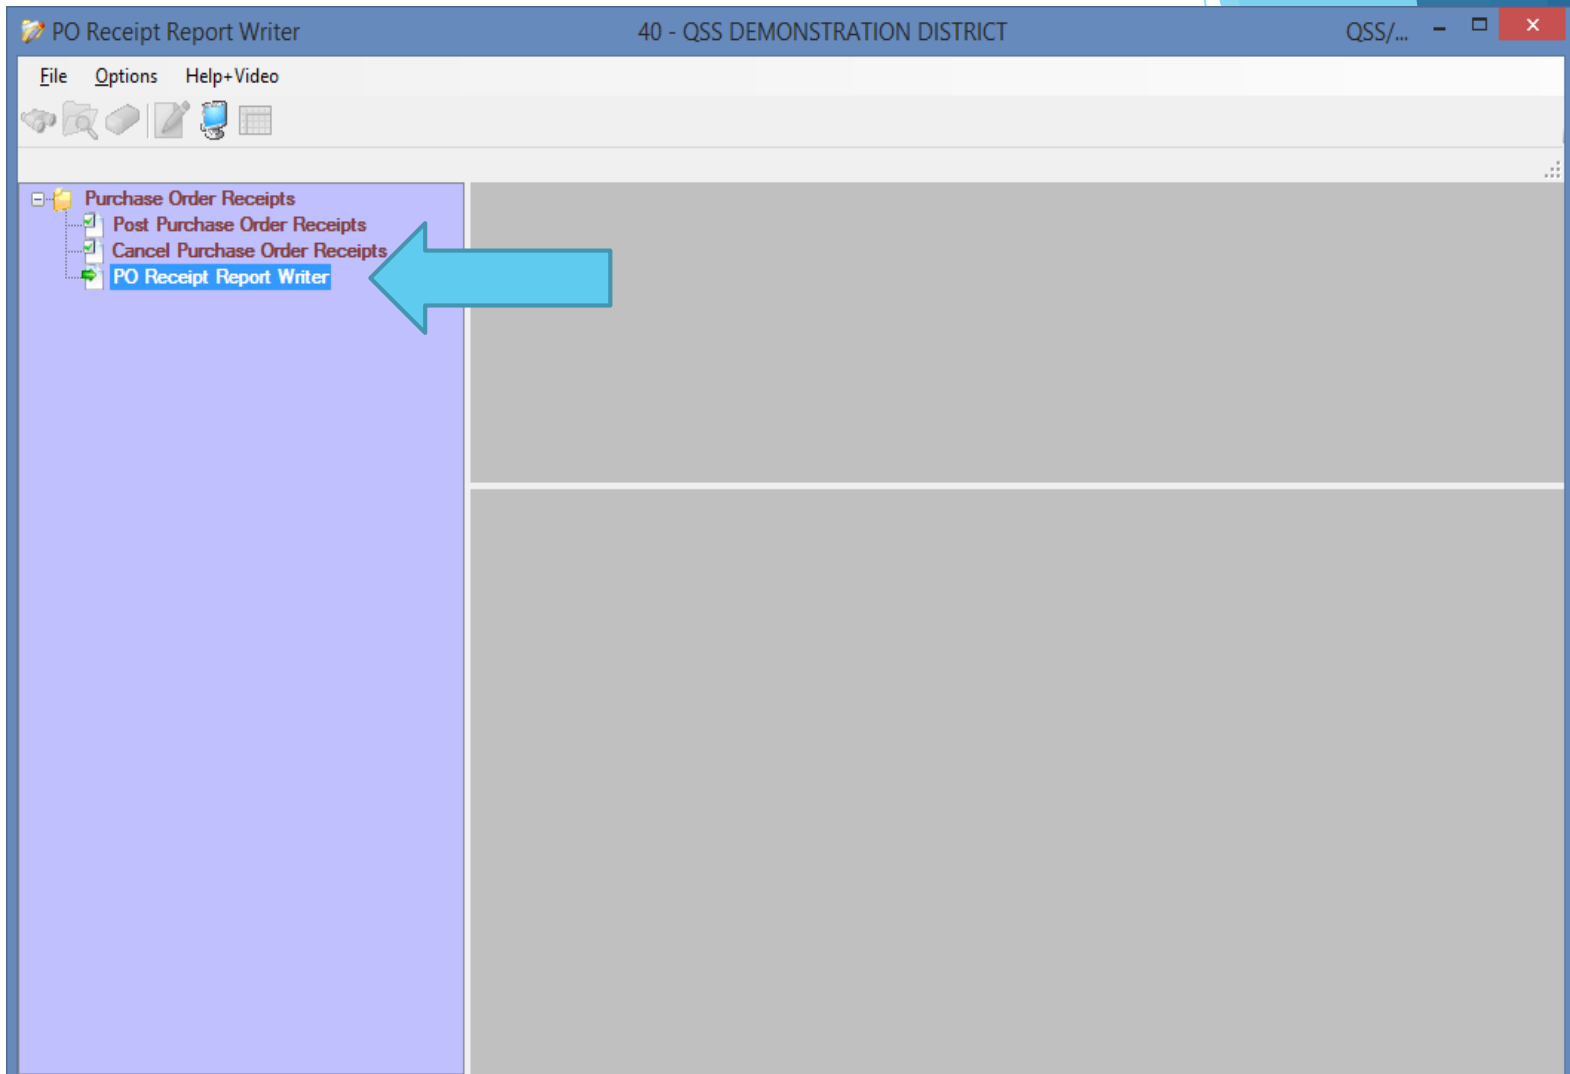 PO Receipt Report Writer 40 - QSS DEMONSTRATION DISTRICT QSS/...
File Options Help+Video
Purchase Order Receipts
Post Purchase Order Receipts
Cancel Purchase Order Receipts
PO Receipt Report Writer